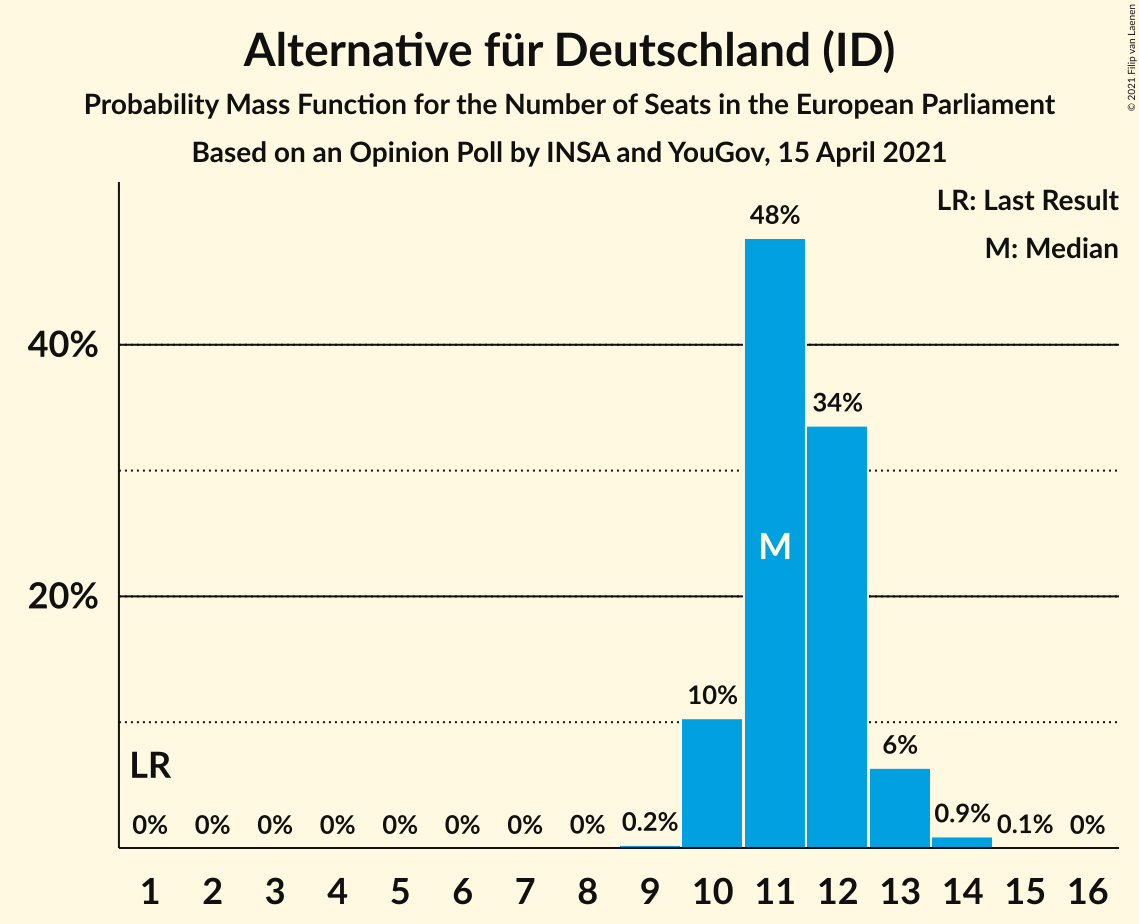 Alternative für Deutschland (ID)
Probability Mass Function for the Number of Seats in the European Parliament
Based on an Opinion Poll by INSA and YouGov, 15 April 2021
© 2021 Filip van Laenen
LR: Last Result
M: Median
48%
40%
34%
M
20%
10%
6%
LR
0% 0% 0% 0% 0% 0% 0% 0% 0.2% 0.9% 0.1% 0%
1 2 3 4 5 6 7 8 9 10 11 12 13 14 15 16